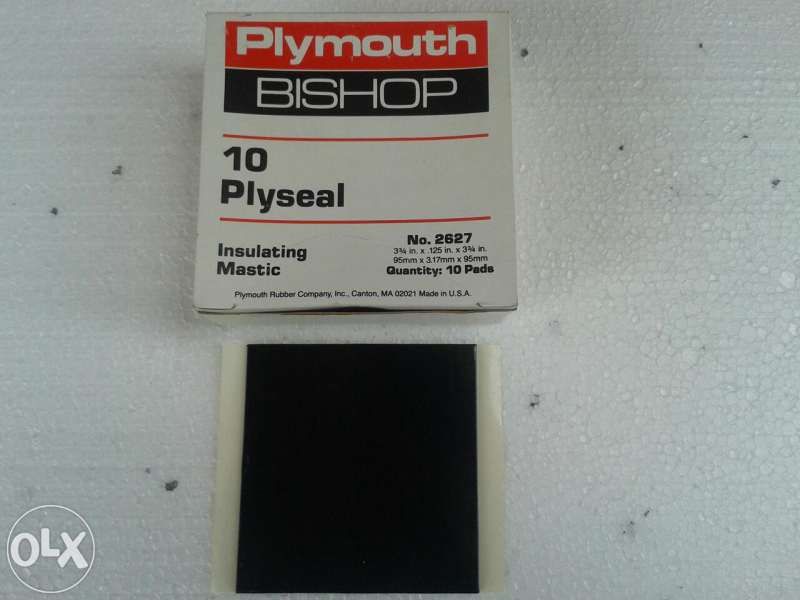 Plymouth
BISHOP
10
Plyseal
Insulating
Mastic
No. 2627
3¾ in. x .125 in. x 3¾ in.
95mm x 3.17mm x 95mm
Quantity: 10 Pads
Plymouth Rubber Company, Inc., Canton, MA 02021 Made in U.S.A.
OLX